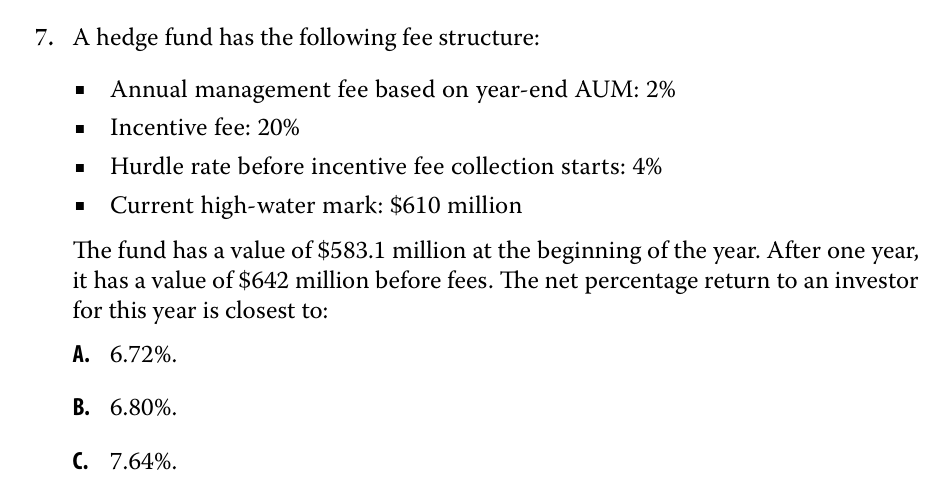 7. A hedge fund has the following fee structure:
■ Annual management fee based on year-end AUM: 2%
■ Incentive fee: 20%
■ Hurdle rate before incentive fee collection starts: 4%
■ Current high-water mark: $610 million
The fund has a value of $583.1 million at the beginning of the year. After one year,
it has a value of $642 million before fees. The net percentage return to an investor
for this year is closest to:
A. 6.72%.
B. 6.80%.
C. 7.64%.